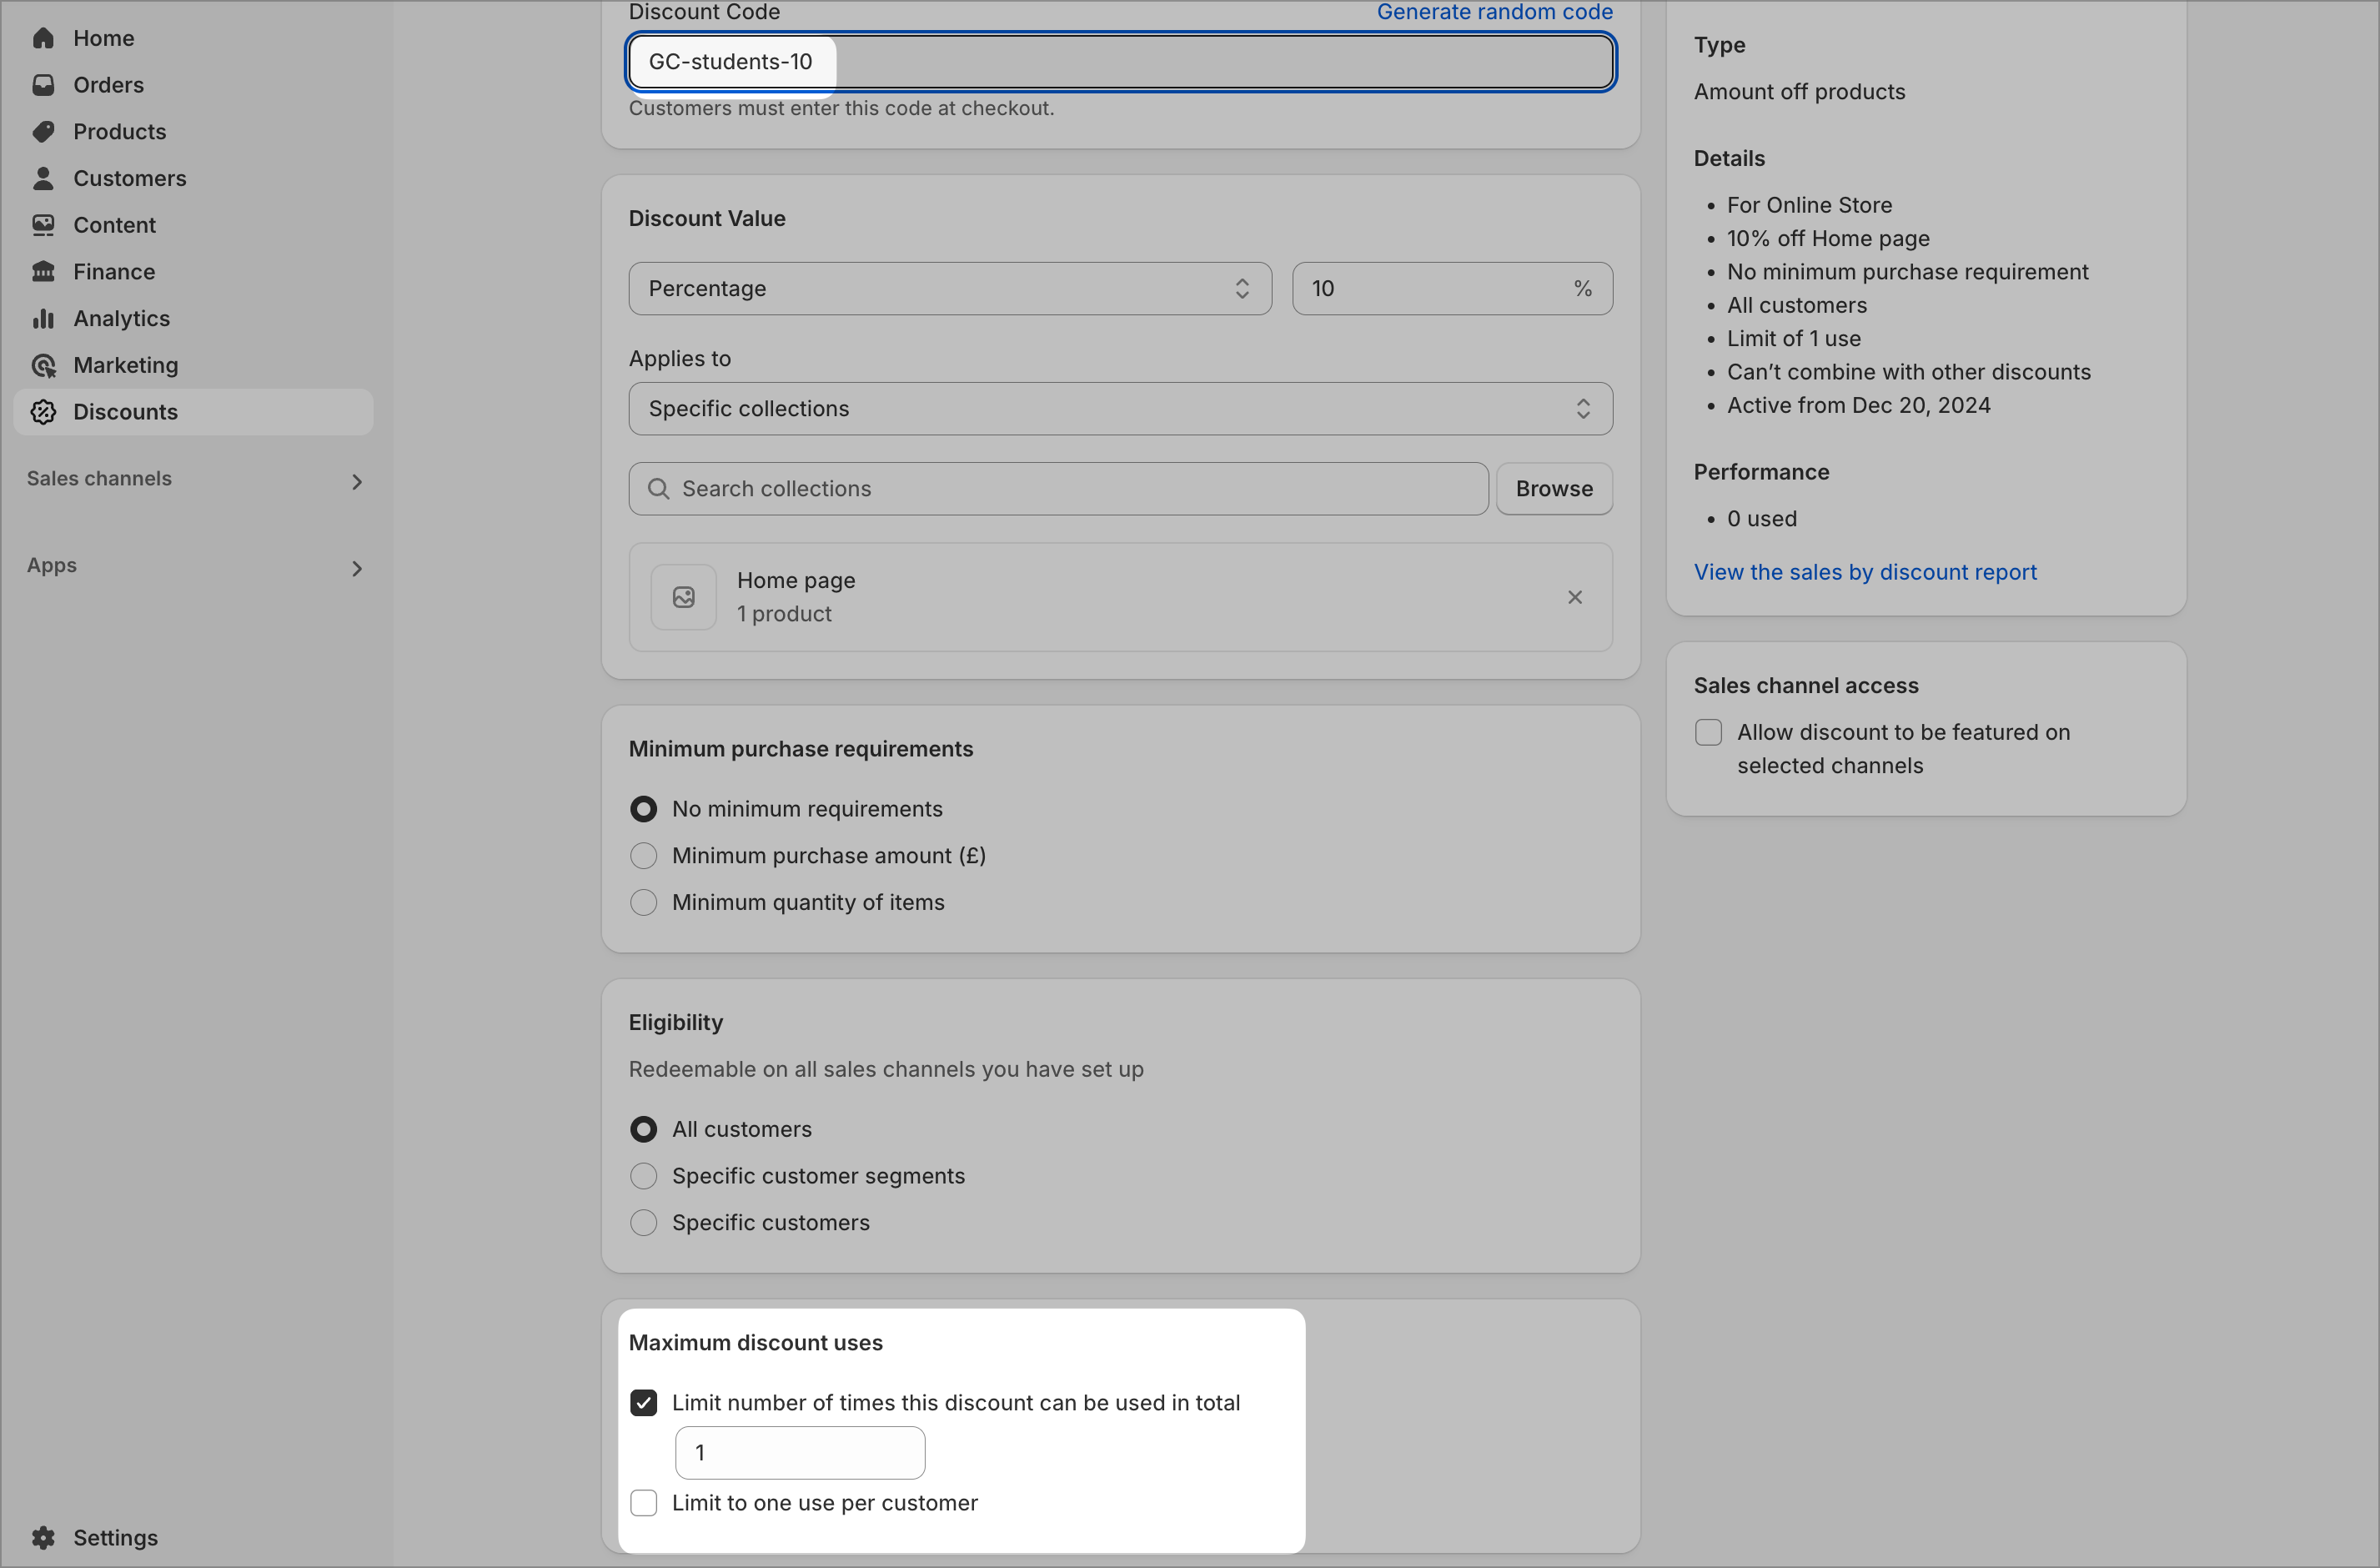 Home
Orders
Products
Customers
Content
Finance
Analytics
Marketing
Discounts
Sales channels
Apps
Settings
Discount Code
Generate random code
GC-students-10
Customers must enter this code at checkout.
Discount Value
Percentage
10 %
Applies to
Specific collections
Search collections
Browse
Home page
1 product
Minimum purchase requirements
No minimum requirements
Minimum purchase amount (£)
Minimum quantity of items
Eligibility
Redeemable on all sales channels you have set up
All customers
Specific customer segments
Specific customers
Maximum discount uses
Limit number of times this discount can be used in total
1
Limit to one use per customer
Type
Amount off products
Details
• For Online Store
• 10% off Home page
• No minimum purchase requirement
• All customers
• Limit of 1 use
• Can’t combine with other discounts
• Active from Dec 20, 2024
Performance
• 0 used
View the sales by discount report
Sales channel access
Allow discount to be featured on
selected channels